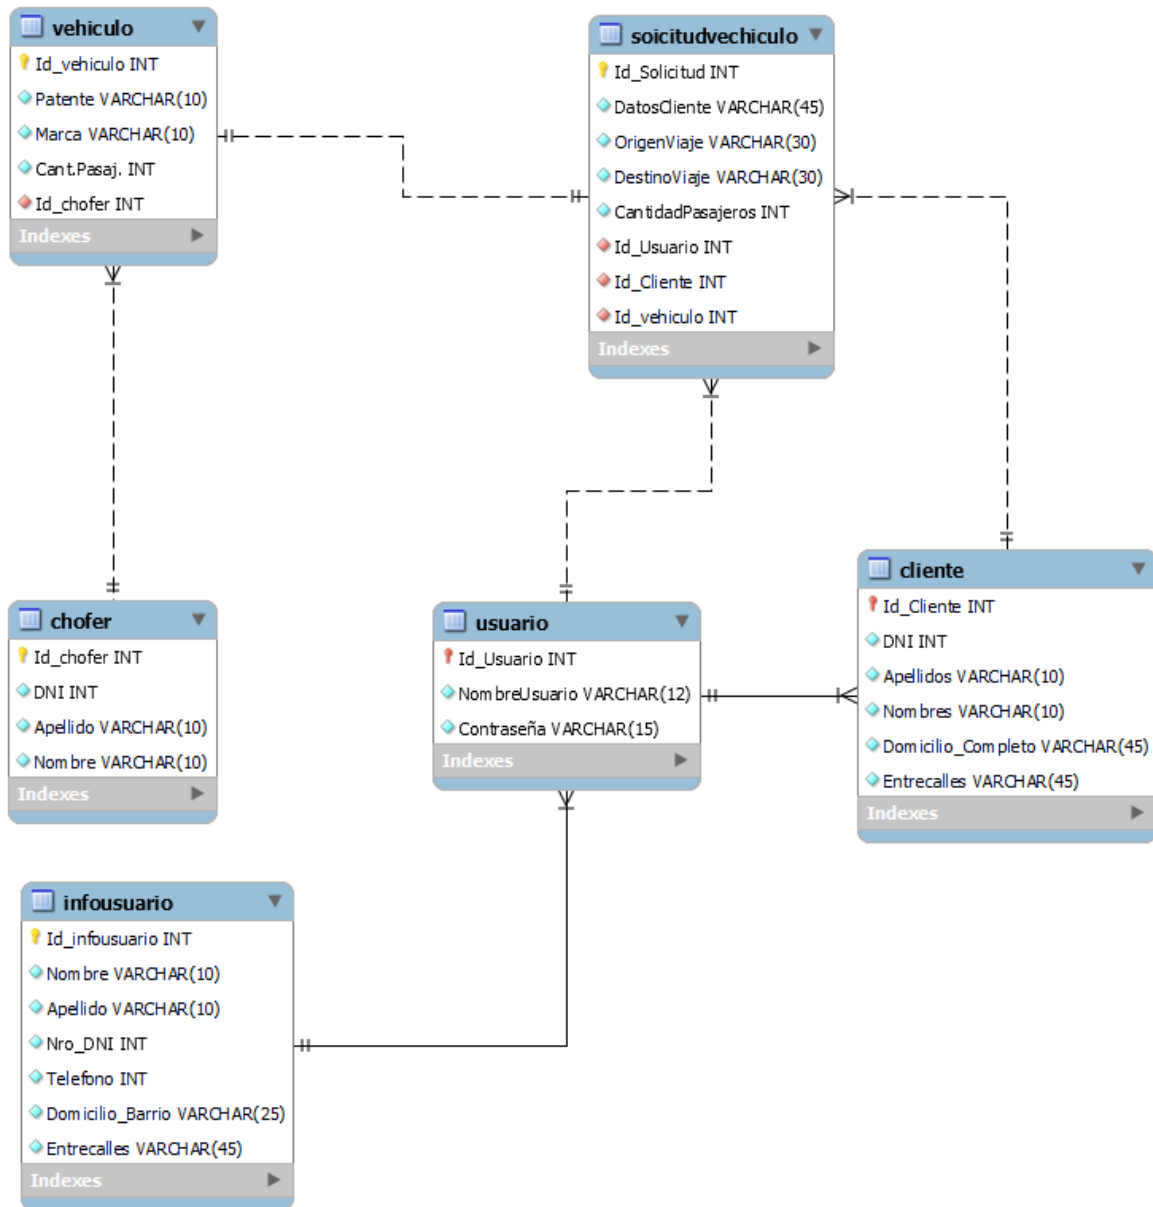 vehiculo
Id_vehiculo INT
Patente VARCHAR(10)
Marca VARCHAR(10)
Cant.Pasaj. INT
Id_chofer INT
Indexes
soicitudvechiculo
Id_Solicitud INT
DatosCliente VARCHAR(45)
OrigenViaje VARCHAR(30)
DestinoViaje VARCHAR(30)
CantidadPasajeros INT
Id_Usuario INT
Id_Cliente INT
Id_vehiculo INT
Indexes
chofer
Id_chofer INT
DNI INT
Apellido VARCHAR(10)
Nombre VARCHAR(10)
Indexes
usuario
Id_Usuario INT
NombreUsuario VARCHAR(12)
Contraseña VARCHAR(15)
Indexes
cliente
Id_Cliente INT
DNI INT
Apellidos VARCHAR(10)
Nombres VARCHAR(10)
Domicilio_Completo VARCHAR(45)
Entrecalles VARCHAR(45)
Indexes
infousuario
Id_infousuario INT
Nombre VARCHAR(10)
Apellido VARCHAR(10)
Nro_DNI INT
Telefono INT
Domicilio_Barrio VARCHAR(25)
Entrecalles VARCHAR(45)
Indexes